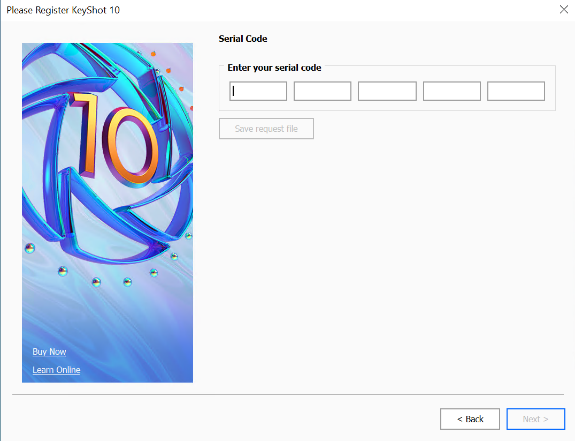 Please Register KeyShot 10
Serial Code
Enter your serial code
Save request file
10
Buy Now
Learn Online
< Back
Next >